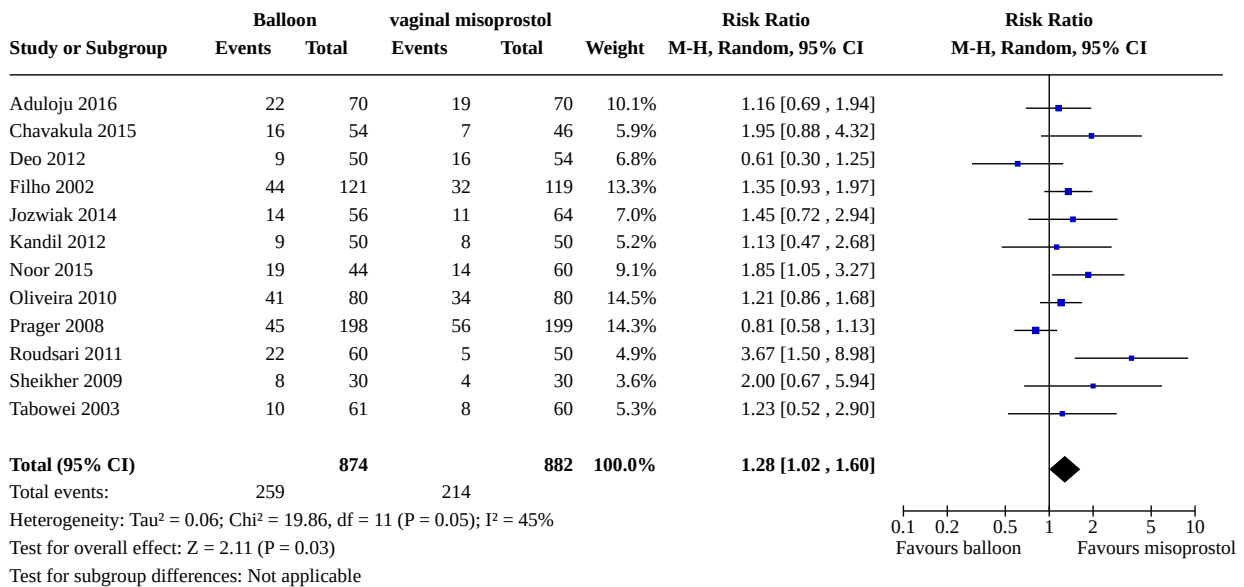 Balloon vaginal misoprostol Risk Ratio Risk Ratio
Study or Subgroup Events Total Events Total Weight M-H, Random, 95% CI M-H, Random, 95% CI
Aduloju 2016 22 70 19 70 10.1% 1.16 [0.69 , 1.94]
Chavakula 2015 16 54 7 46 5.9% 1.95 [0.88 , 4.32]
Deo 2012 9 50 16 54 6.8% 0.61 [0.30 , 1.25]
Filho 2002 44 121 32 119 13.3% 1.35 [0.93 , 1.97]
Jozwiak 2014 14 56 11 64 7.0% 1.45 [0.72 , 2.94]
Kandil 2012 9 50 8 50 5.2% 1.13 [0.47 , 2.68]
Noor 2015 19 44 14 60 9.1% 1.85 [1.05 , 3.27]
Oliveira 2010 41 80 34 80 14.5% 1.21 [0.86 , 1.68]
Prager 2008 45 198 56 199 14.3% 0.81 [0.58 , 1.13]
Roudsari 2011 22 60 5 50 4.9% 3.67 [1.50 , 8.98]
Sheikher 2009 8 30 4 30 3.6% 2.00 [0.67 , 5.94]
Tabowei 2003 10 61 8 60 5.3% 1.23 [0.52 , 2.90]
Total (95% CI) 874 882 100.0% 1.28 [1.02 , 1.60]
Total events: 259 214
Heterogeneity: Tau² = 0.06; Chi² = 19.86, df = 11 (P = 0.05); I² = 45%
Test for overall effect: Z = 2.11 (P = 0.03)
Test for subgroup differences: Not applicable
0.1 0.2 0.5 1 2 5 10
Favours balloon Favours misoprostol